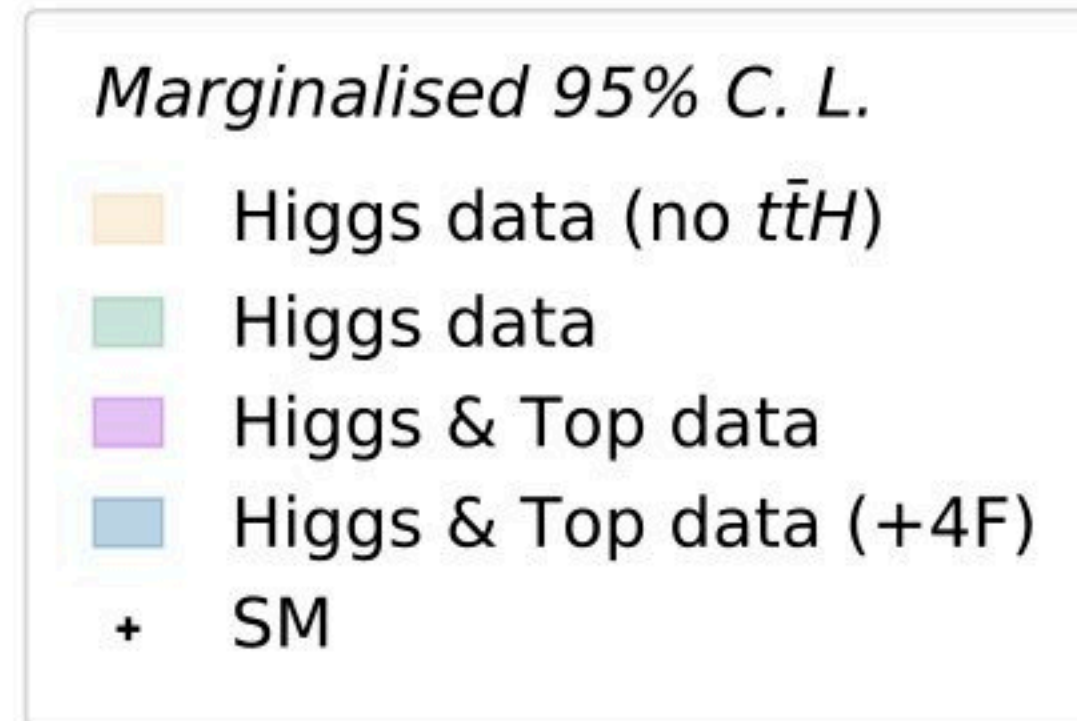 Marginalised 95% C. L.
Higgs data (no tt̄H)
Higgs data
Higgs & Top data
Higgs & Top data (+4F)
SM